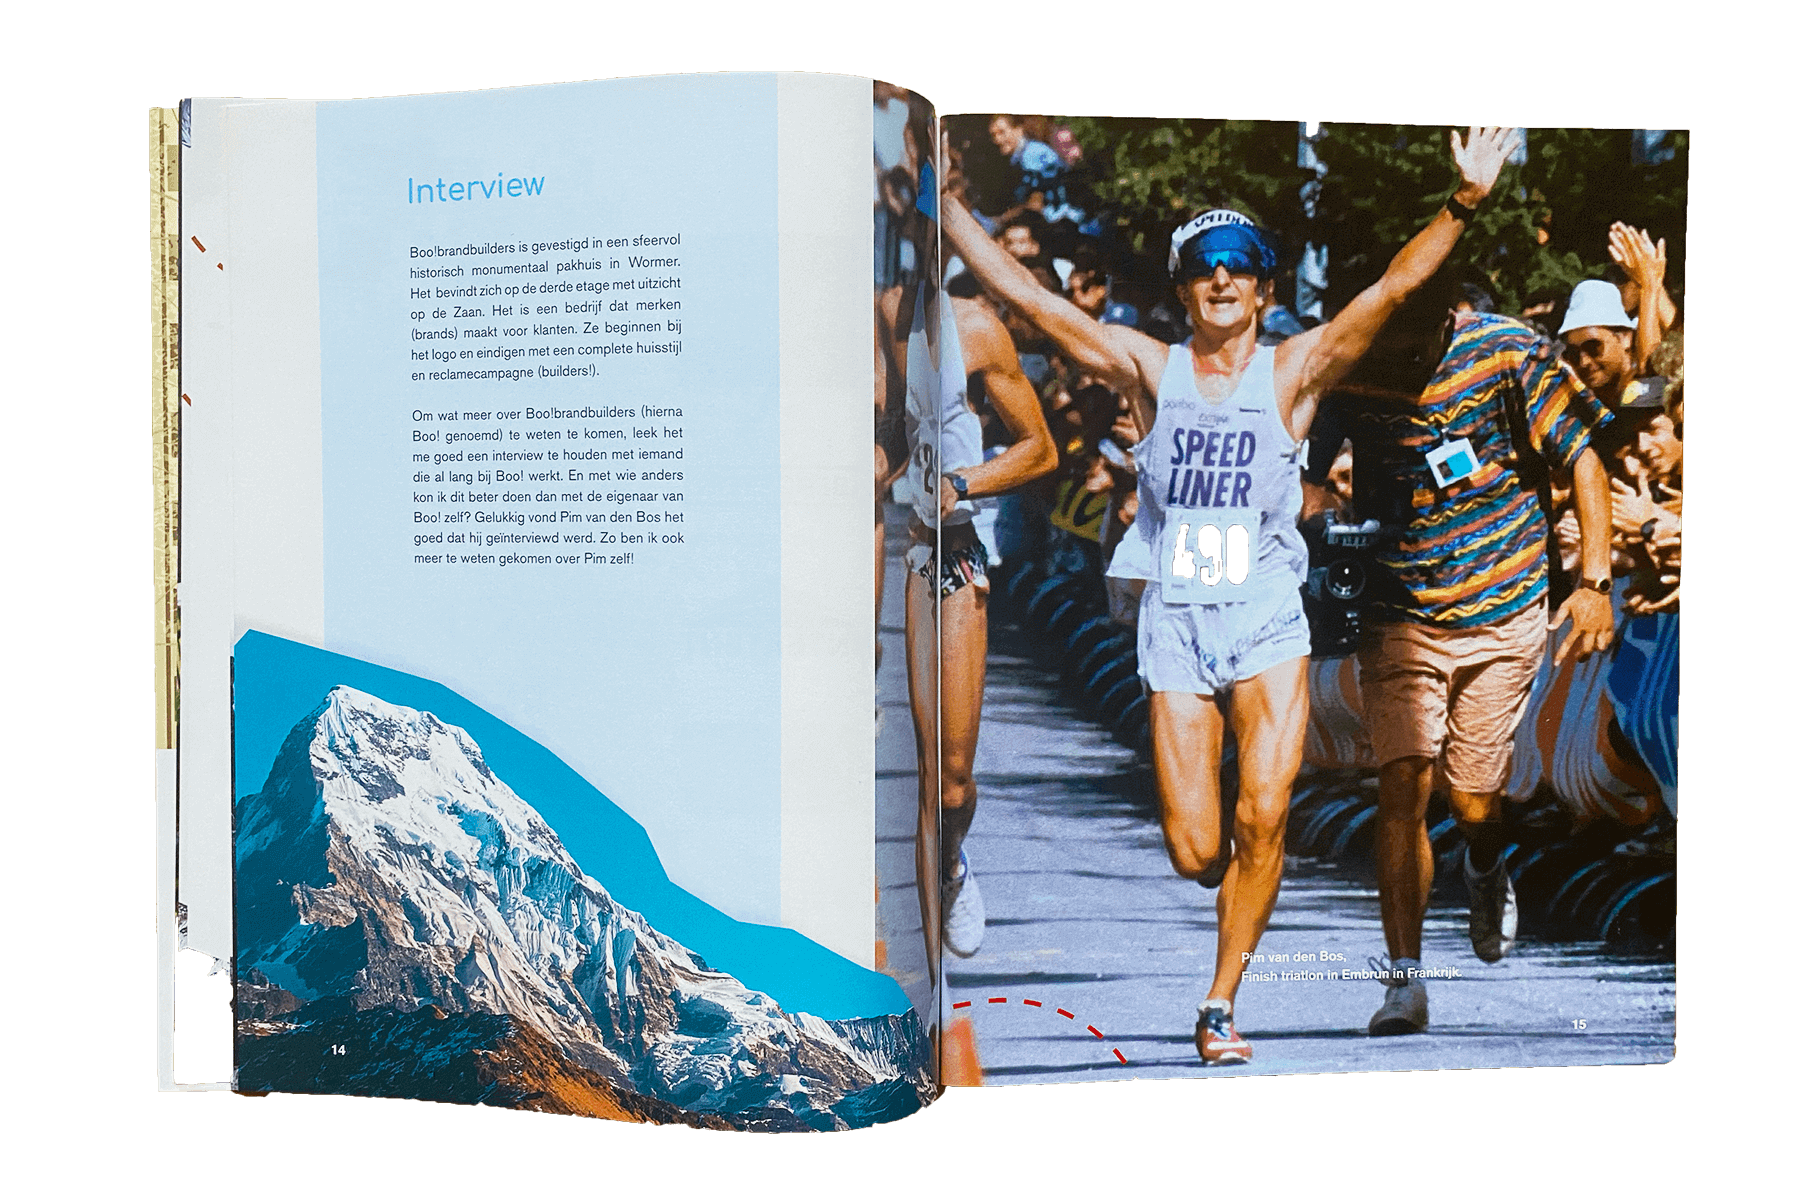 Interview
Boo!brandbuilders is gevestigd in een sfeervol
historisch monumentaal pakhuis in Wormer.
Het bevindt zich op de derde etage met uitzicht
op de Zaan. Het is een bedrijf dat merken
(brands) maakt voor klanten. Ze beginnen bij
het logo en eindigen met een complete huisstijl
en reclamecampagne (builders!).
Om wat meer over Boo!brandbuilders (hierna
Boo! genoemd) te weten te komen, leek het
me goed een interview te houden met iemand
die al lang bij Boo! werkt. En met wie anders
kon ik dit beter doen dan met de eigenaar van
Boo! zelf? Gelukkig vond Pim van den Bos het
goed dat hij geïnterviewd werd. Zo ben ik ook
meer te weten gekomen over Pim zelf!
14
SPEED
LINER
490
Pim van den Bos,
Finish triatlon in Embrun in Frankrijk.
15